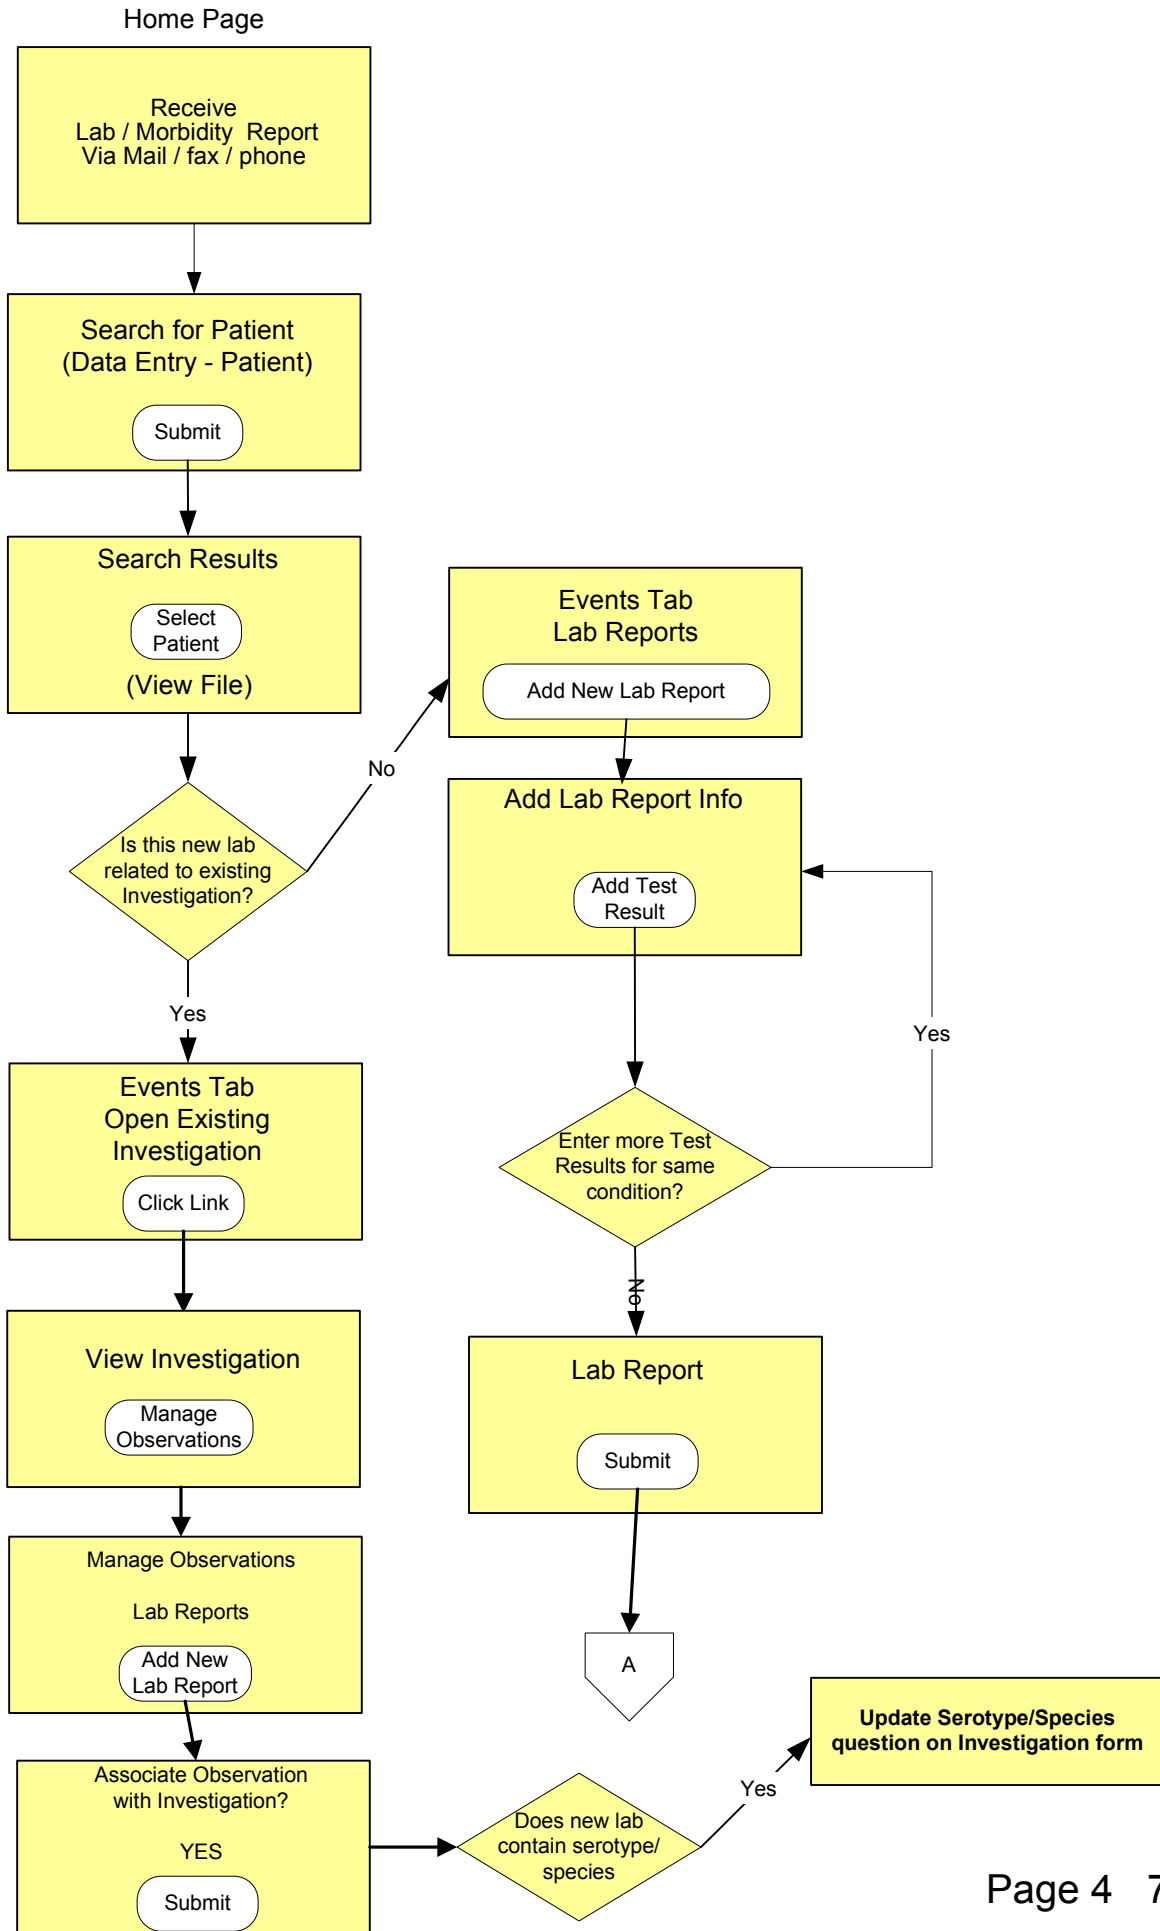 Home Page
Receive
Lab / Morbidity Report
Via Mail / fax / phone
Search for Patient
(Data Entry - Patient)
Submit
Search Results
Select
Patient
(View File)
Is this new lab
related to existing
Investigation?
No
Yes
Events Tab
Open Existing
Investigation
Click Link
View Investigation
Manage
Observations
Manage Observations
Lab Reports
Add New
Lab Report
Associate Observation
with Investigation?
YES
Submit
Events Tab
Lab Reports
Add New Lab Report
Add Lab Report Info
Add Test
Result
Yes
Enter more Test
Results for same
condition?
No
Lab Report
Submit
A
Does new lab
contain serotype/
species
Yes
Update Serotype/Species
question on Investigation form
Page 4 7